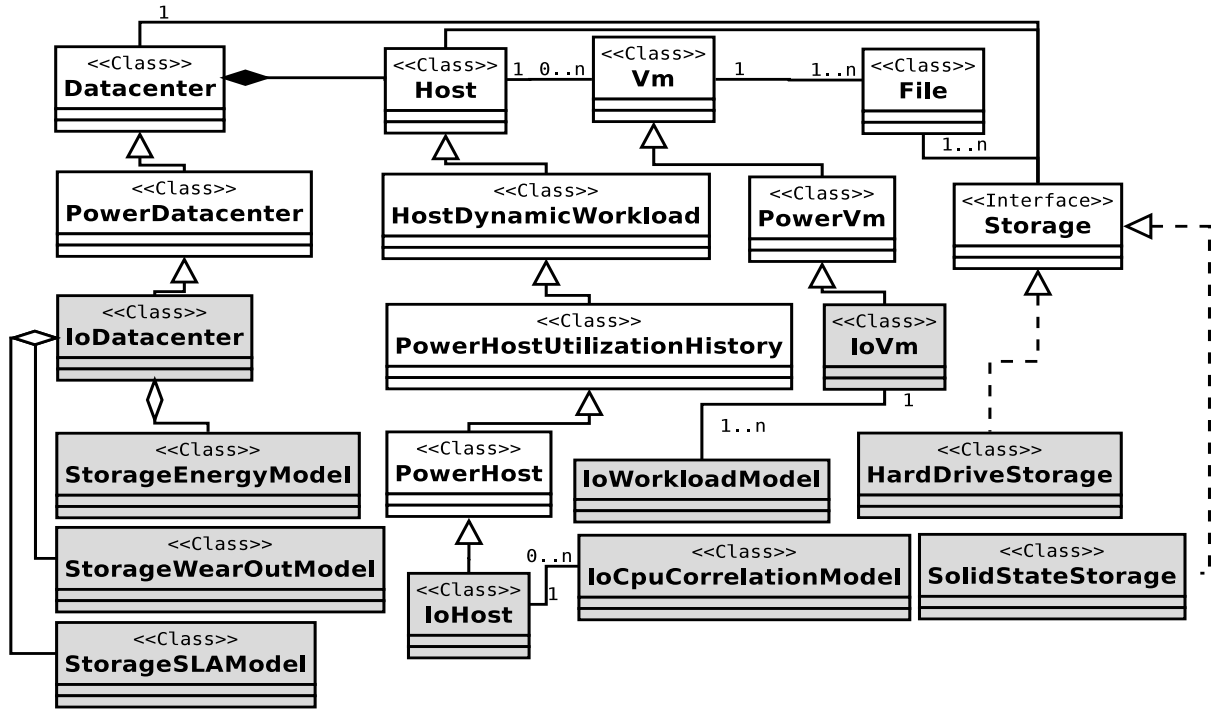 1
<<Class>>
Datacenter
<<Class>>
Host
1
0..n
<<Class>>
Vm
1
1..n
<<Class>>
File
1..n
<<Class>>
PowerDatacenter
<<Class>>
HostDynamicWorkload
<<Class>>
PowerVm
<<Interface>>
Storage
<<Class>>
IoDatacenter
<<Class>>
PowerHostUtilizationHistory
<<Class>>
IoVm
1
1..n
<<Class>>
StorageEnergyModel
<<Class>>
PowerHost
IoWorkloadModel
<<Class>>
HardDriveStorage
<<Class>>
StorageWearOutModel
<<Class>>
IoHost
0..n
1
<<Class>>
IoCpuCorrelationModel
<<Class>>
SolidStateStorage
<<Class>>
StorageSLAModel